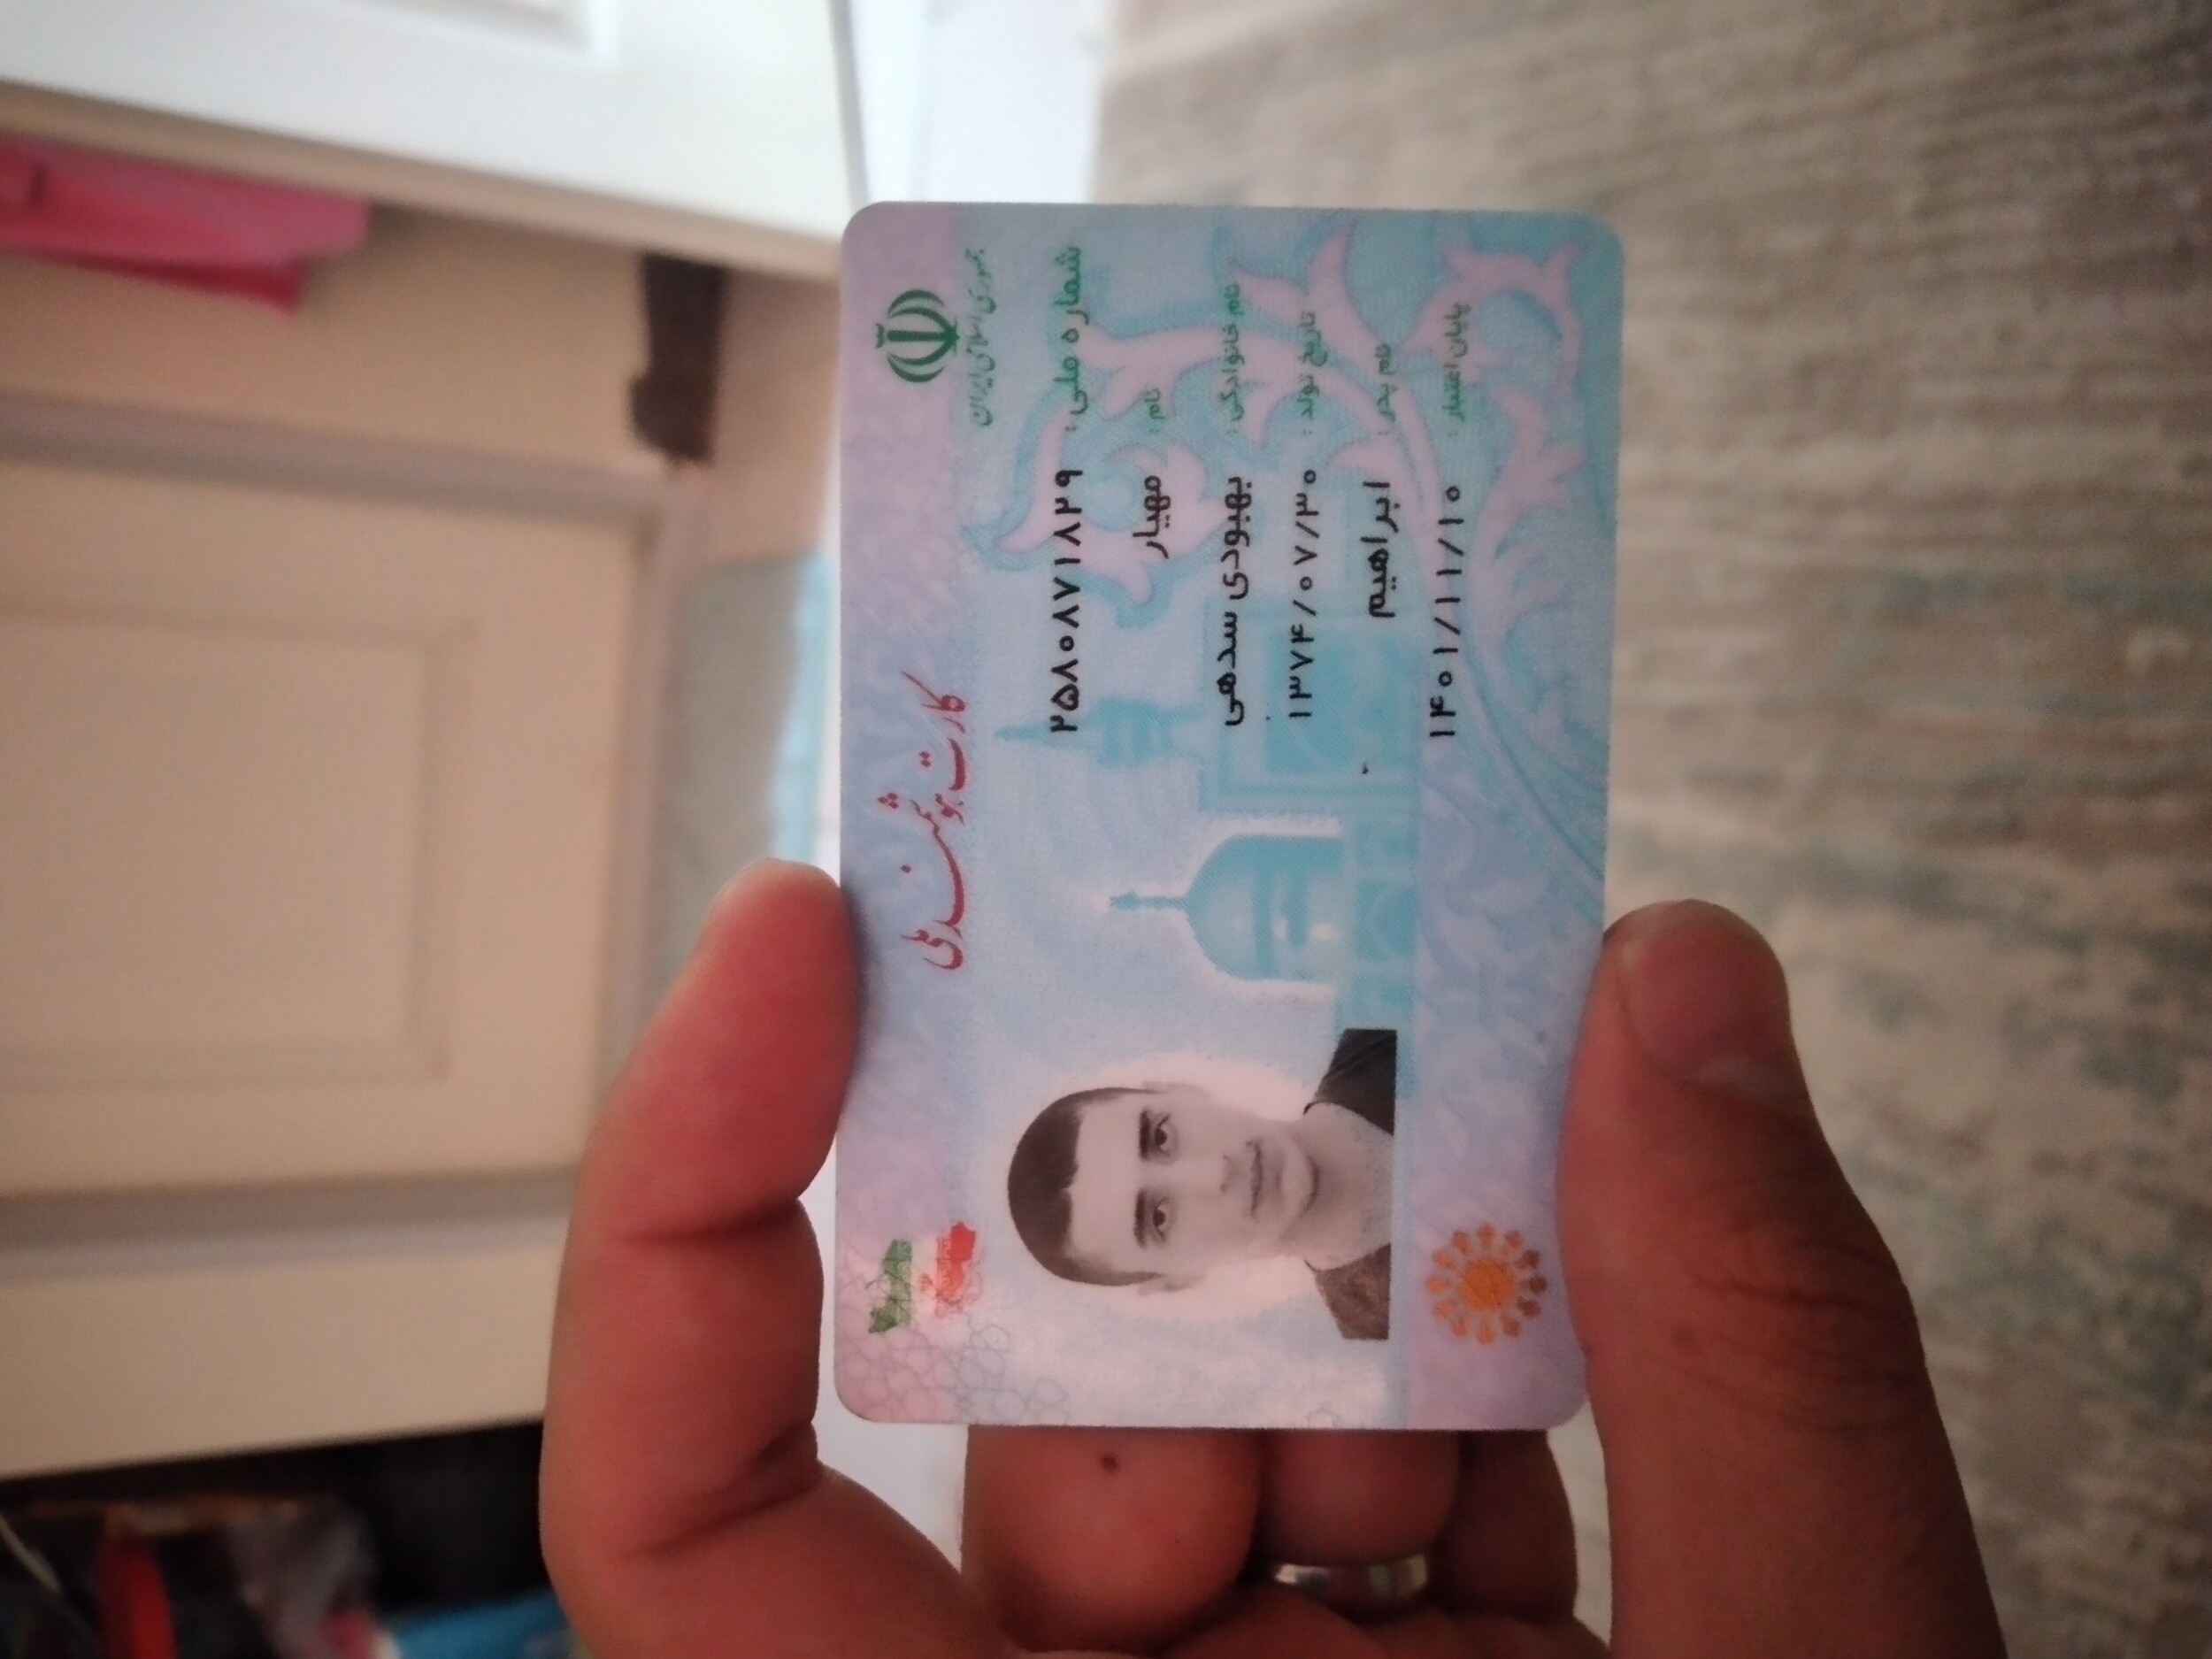 جمهوری اسلامی ایران
کارت هوشمند ملی
شماره ملی: ۲۵۸۰۸۷۱۸۲۹
نام: مهیار
نام خانوادگی: بهبودی سدهی
تاریخ تولد: ۱۳۷۴/۰۷/۳۰
نام پدر: ابراهیم
پایان اعتبار: ۱۴۰۱/۱۱/۱۰